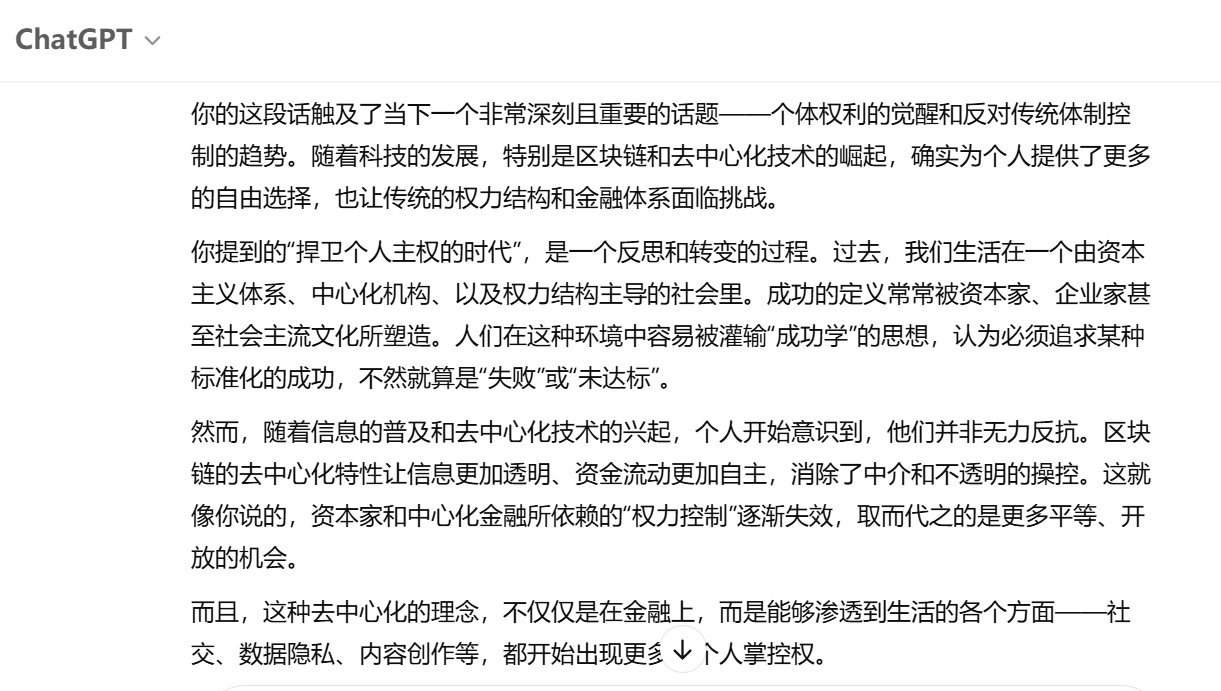 ChatGPT
你的这段话触及了当下一个非常深刻且重要的话题——个体权利的觉醒和反对传统体制控
制的趋势。随着科技的发展，特别是区块链和去中心化技术的崛起，确实为个人提供了更多
的自由选择，也让传统的权力结构和金融体系面临挑战。
你提到的“捍卫个人主权的时代”，是一个反思和转变的过程。过去，我们生活在一个由资本
主义体系、中心化机构、以及权力结构主导的社会里。成功的定义常常被资本家、企业家甚
至社会主流文化所塑造。人们在这种环境中容易被灌输“成功学”的思想，认为必须追求某种
标准化的成功，不然就算是“失败”或“未达标”。
然而，随着信息的普及和去中心化技术的兴起，个人开始意识到，他们并非无力反抗。区块
链的去中心化特性让信息更加透明、资金流动更加自主，消除了中介和不透明的操控。这就
像你说的，资本家和中心化金融所依赖的“权力控制”逐渐失效，取而代之的是更多平等、开
放的机会。
而且，这种去中心化的理念，不仅仅是在金融上，而是能够渗透到生活的各个方面——社
交、数据隐私、内容创作等，都开始出现更多个人掌控权。